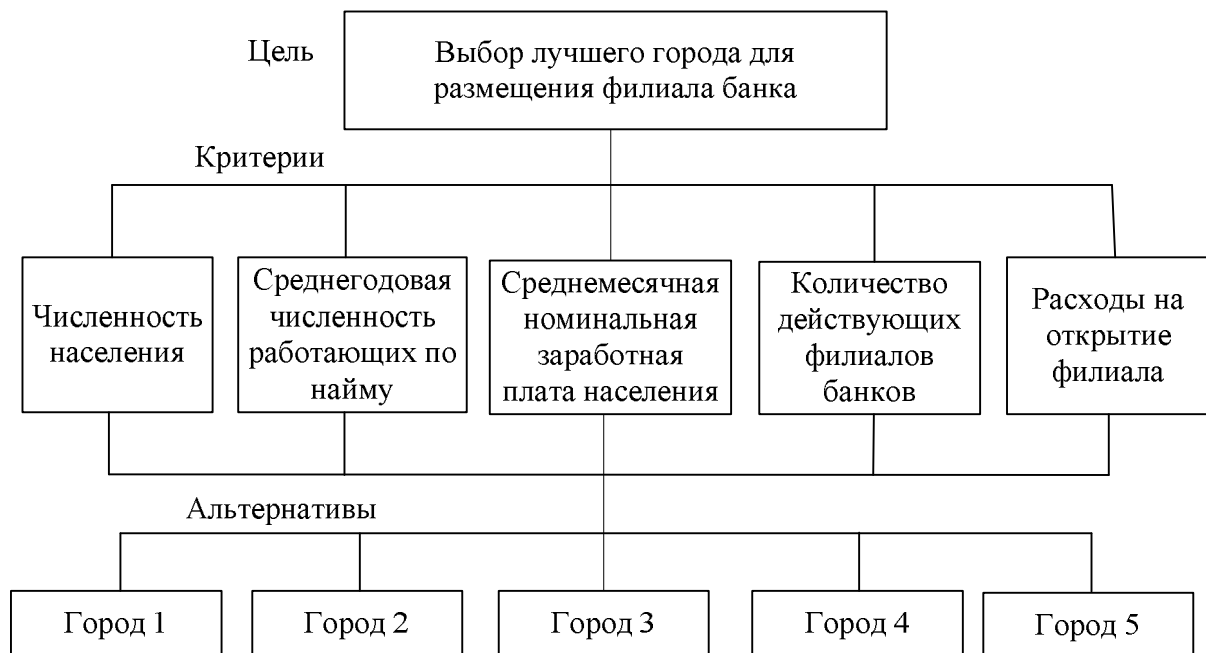 Цель
Выбор лучшего города для
размещения филиала банка
Критерии
Численность
населения
Среднегодовая
численность
работающих по
найму
Среднемесячная
номинальная
заработная
плата населения
Количество
действующих
филиалов
банков
Расходы на
открытие
филиала
Альтернативы
Город 1
Город 2
Город 3
Город 4
Город 5